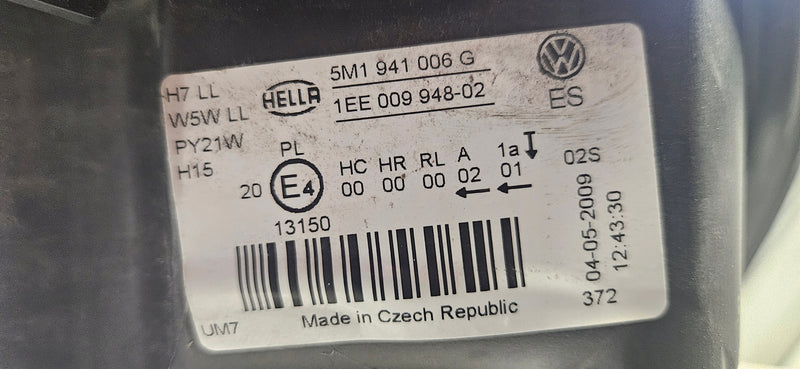 H7 LL
W5W LL
PY21W
H15
HELLA
5M1 941 006 G
1EE 009 948-02
VW
ES
PL
20 E4
13150
HC HR RL A 1a
00 00 00 02 01
02S
04-05-2009
12:43:30
372
UM7
Made in Czech Republic